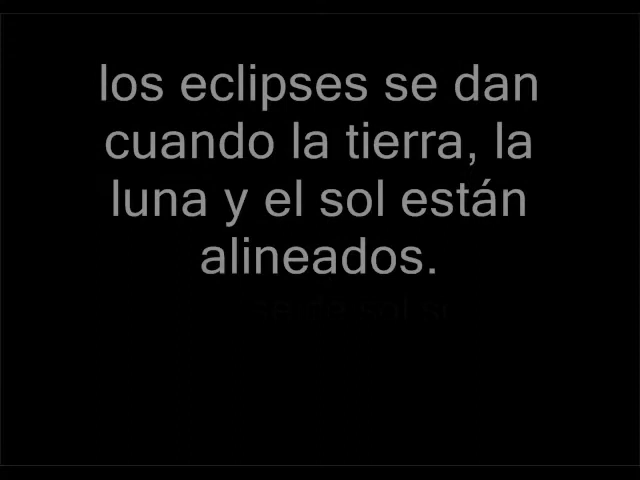 los eclipses se dan
cuando la tierra, la
luna y el sol están
alineados.